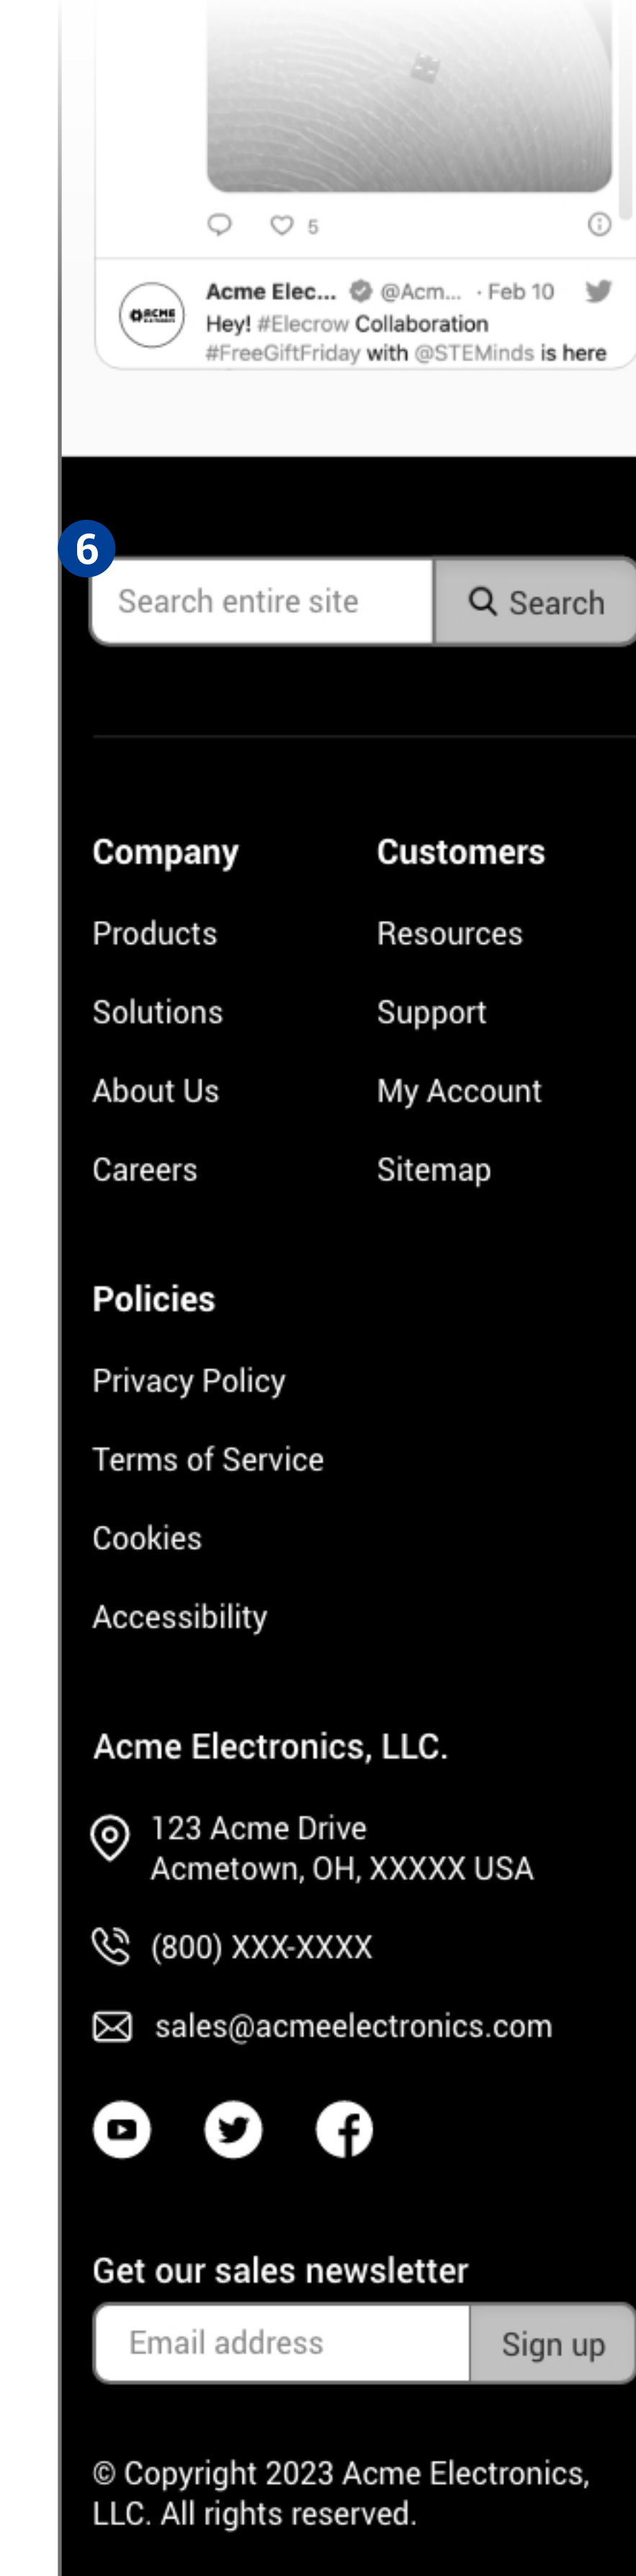 5
Acme Elec... @Acm... · Feb 10
ACME
Hey! #Elecrow Collaboration
#FreeGiftFriday with @STEMinds is here
6
Search entire site Search
Company
Products
Solutions
About Us
Careers
Customers
Resources
Support
My Account
Sitemap
Policies
Privacy Policy
Terms of Service
Cookies
Accessibility
Acme Electronics, LLC.
123 Acme Drive
Acmetown, OH, XXXXX USA
(800) XXX-XXXX
sales@acmeelectronics.com
Get our sales newsletter
Email address Sign up
© Copyright 2023 Acme Electronics,
LLC. All rights reserved.